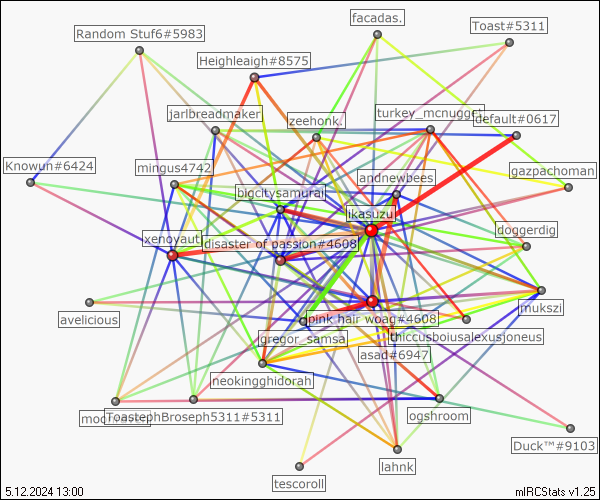 facadas.
Toast#5311
Random Stuf6#5983
Heighleaigh#8575
jarlbreadmaker
zeehonk.
turkey_mcnugget
default#0617
Knowun#6424
mingus4742
andnewbees
gazpachoman
bigcitysamurai
ikasuzu
doggerdig
xenoyauti
disaster of passion#4608
avelicious
mukszi
pink hair woag#4608
gregor_samsa
thiccusboiusalexusjoneus
asad#6947
neokingghidorah
ToastephBroseph5311#5311
ogshroom
Duck™#9103
lahnk
tescoroll
5.12.2024 13:00
mIRCStats v1.25